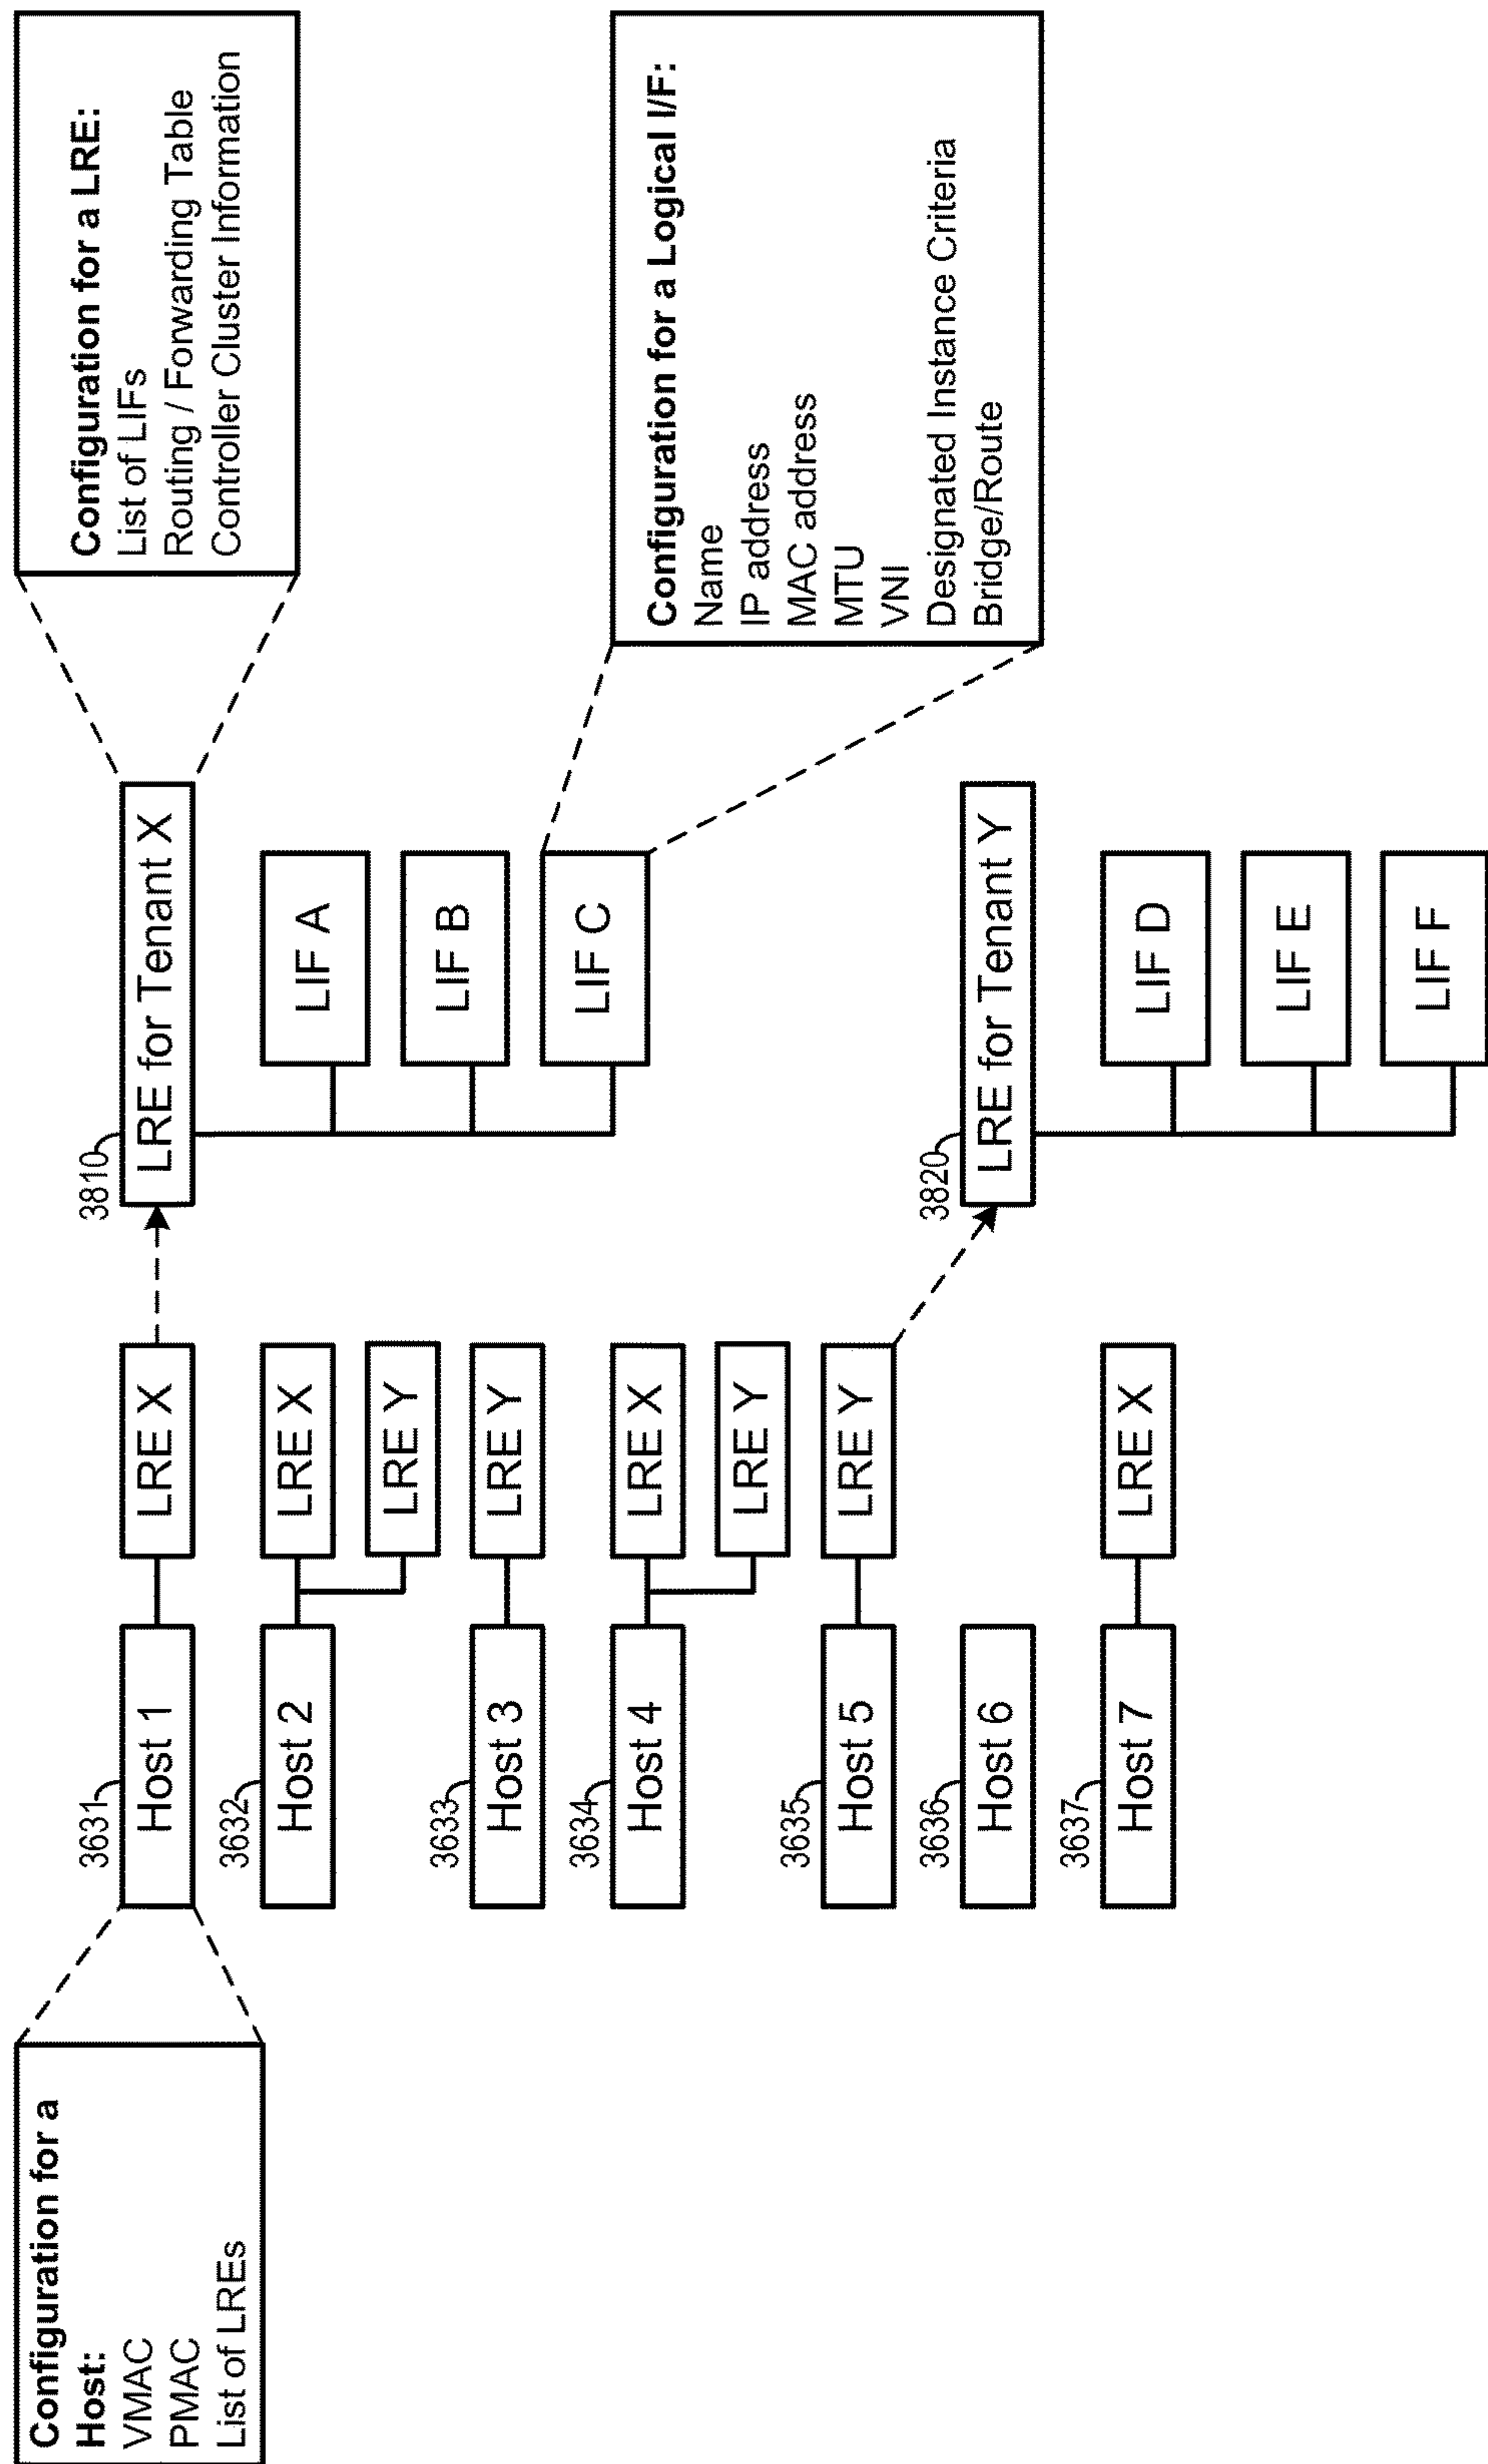 Configuration for a
Host:
VMAC
PMAC
List of LREs
3631
Host 1
3632
Host 2
3633
Host 3
3634
Host 4
3635
Host 5
3636
Host 6
3637
Host 7
LRE X
LRE X
LRE Y
LRE Y
LRE X
LRE Y
LRE Y
LRE X
3810
LRE for Tenant X
LIF A
LIF B
LIF C
3820
LRE for Tenant Y
LIF D
LIF E
LIF F
Configuration for a LRE:
List of LIFs
Routing / Forwarding Table
Controller Cluster Information
Configuration for a Logical I/F:
Name
IP address
MAC address
MTU
VNI
Designated Instance Criteria
Bridge/Route